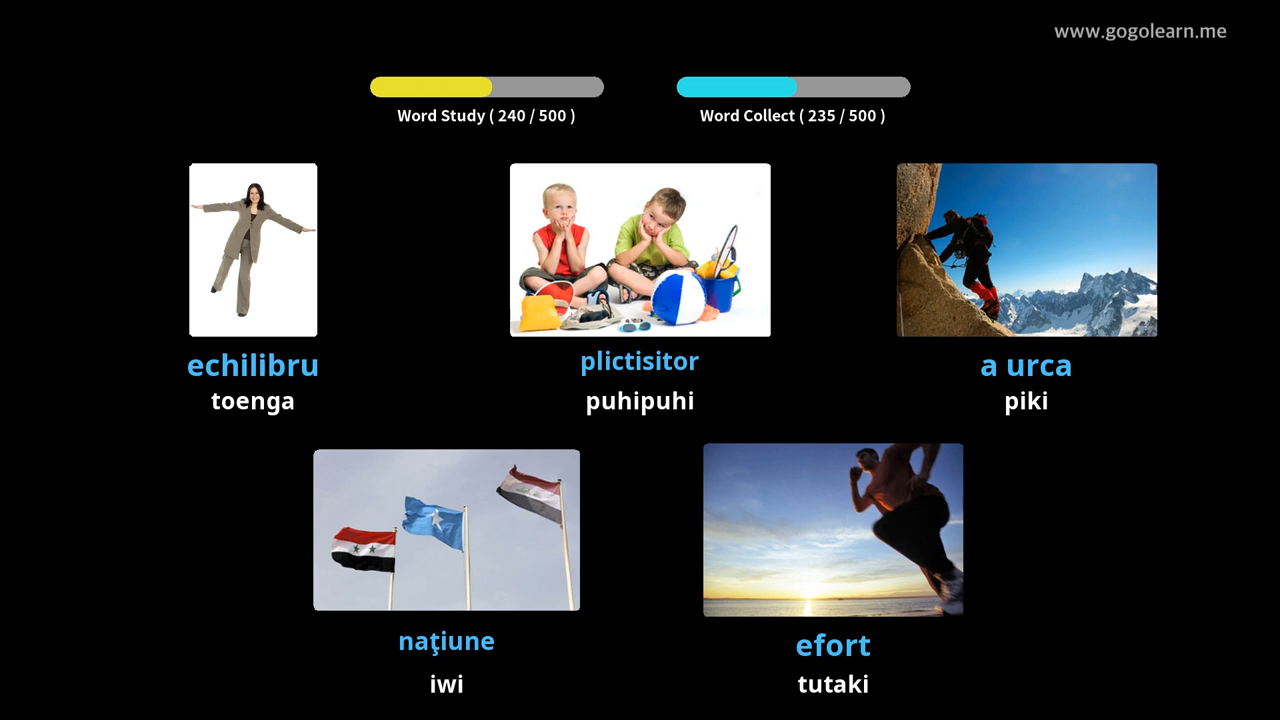 www.gogolearn.me
Word Study ( 240 / 500 )
Word Collect ( 235 / 500 )
echilibru
toenga
plictisitor
puhipuhi
a urca
piki
naţiune
iwi
efort
tutaki